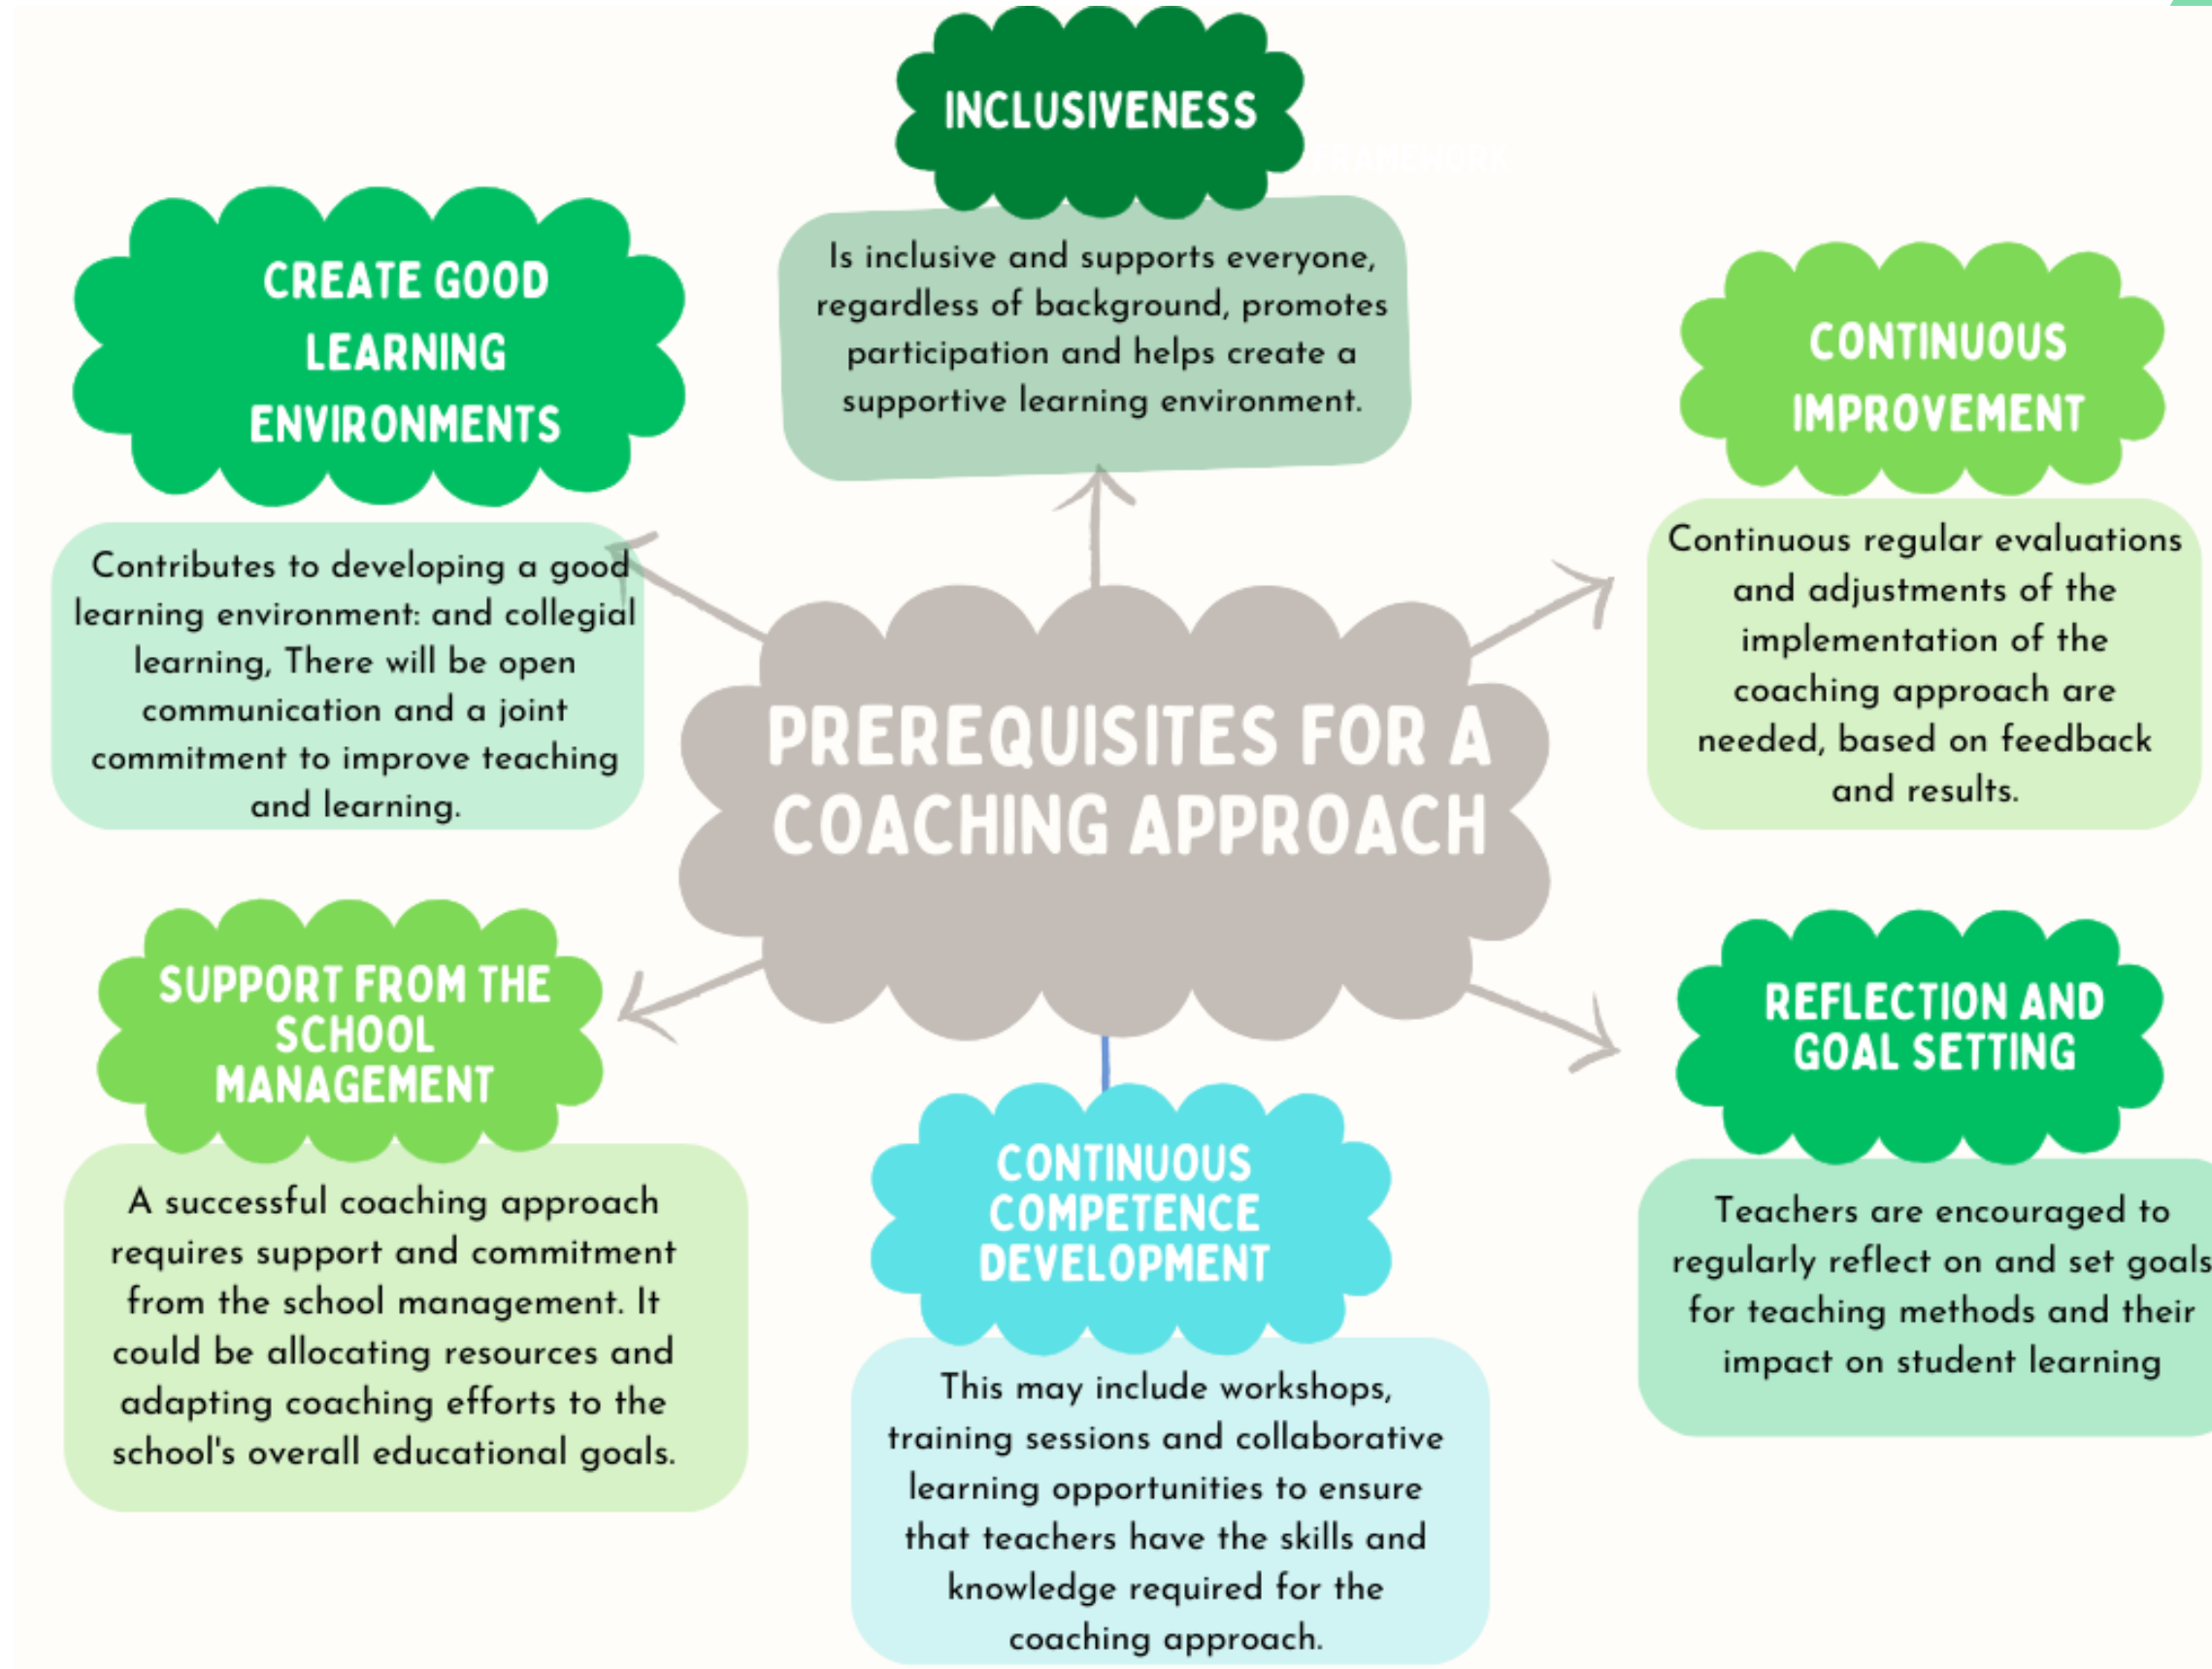 INCLUSIVENESS
Is inclusive and supports everyone,
regardless of background, promotes
participation and helps create a
supportive learning environment.
CREATE GOOD
LEARNING
ENVIRONMENTS
Contributes to developing a good
learning environment: and collegial
learning, There will be open
communication and a joint
commitment to improve teaching
and learning.
CONTINUOUS
IMPROVEMENT
Continuous regular evaluations
and adjustments of the
implementation of the
coaching approach are
needed, based on feedback
and results.
PREREQUISITES FOR A
COACHING APPROACH
SUPPORT FROM THE
SCHOOL
MANAGEMENT
A successful coaching approach
requires support and commitment
from the school management. It
could be allocating resources and
adapting coaching efforts to the
school's overall educational goals.
CONTINUOUS
COMPETENCE
DEVELOPMENT
This may include workshops,
training sessions and collaborative
learning opportunities to ensure
that teachers have the skills and
knowledge required for the
coaching approach.
REFLECTION AND
GOAL SETTING
Teachers are encouraged to
regularly reflect on and set goals
for teaching methods and their
impact on student learning